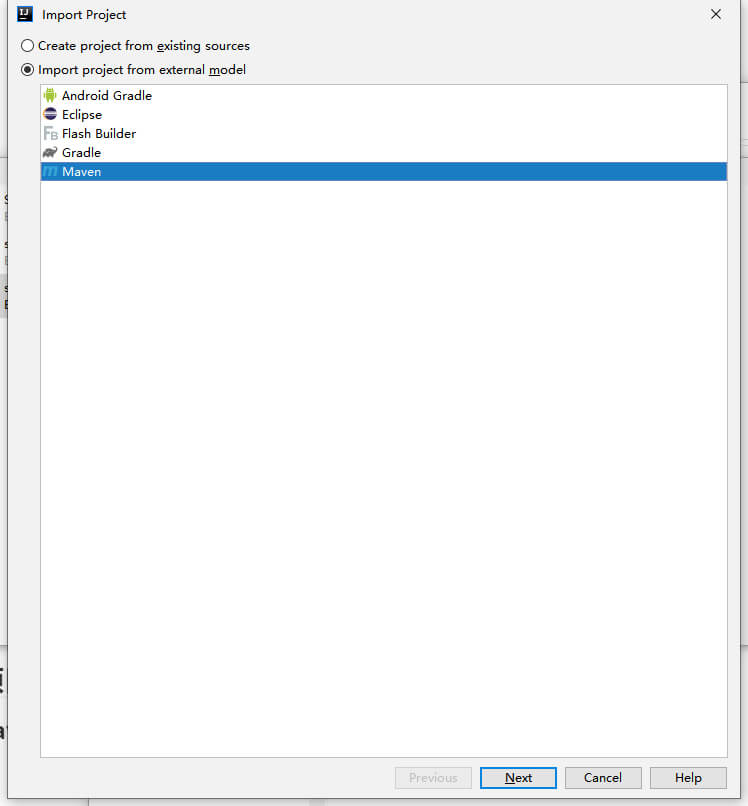 Import Project
Create project from existing sources
Import project from external model
Android Gradle
Eclipse
Flash Builder
Gradle
Maven
Previous Next Cancel Help